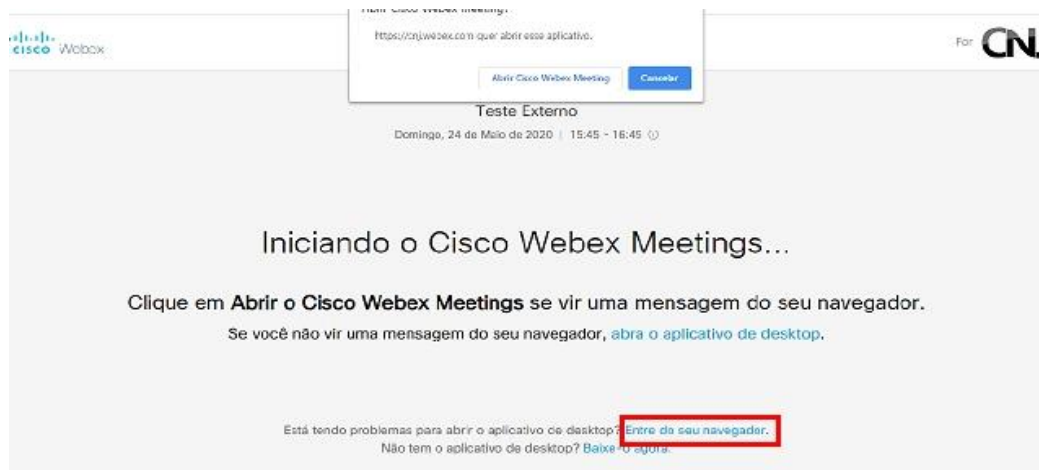 Abrir Cisco Webex Meeting?
https://cnj.webex.com quer abrir esse aplicativo.
cisco Webex
For CNJ
Abrir Cisco Webex Meeting Cancelar
Teste Externo
Domingo, 24 de Maio de 2020 | 15:45 - 16:45
Iniciando o Cisco Webex Meetings...
Clique em Abrir o Cisco Webex Meetings se vir uma mensagem do seu navegador.
Se você não vir uma mensagem do seu navegador, abra o aplicativo de desktop.
Está tendo problemas para abrir o aplicativo de desktop? Entre do seu navegador.
Não tem o aplicativo de desktop? Baixe-o agora.